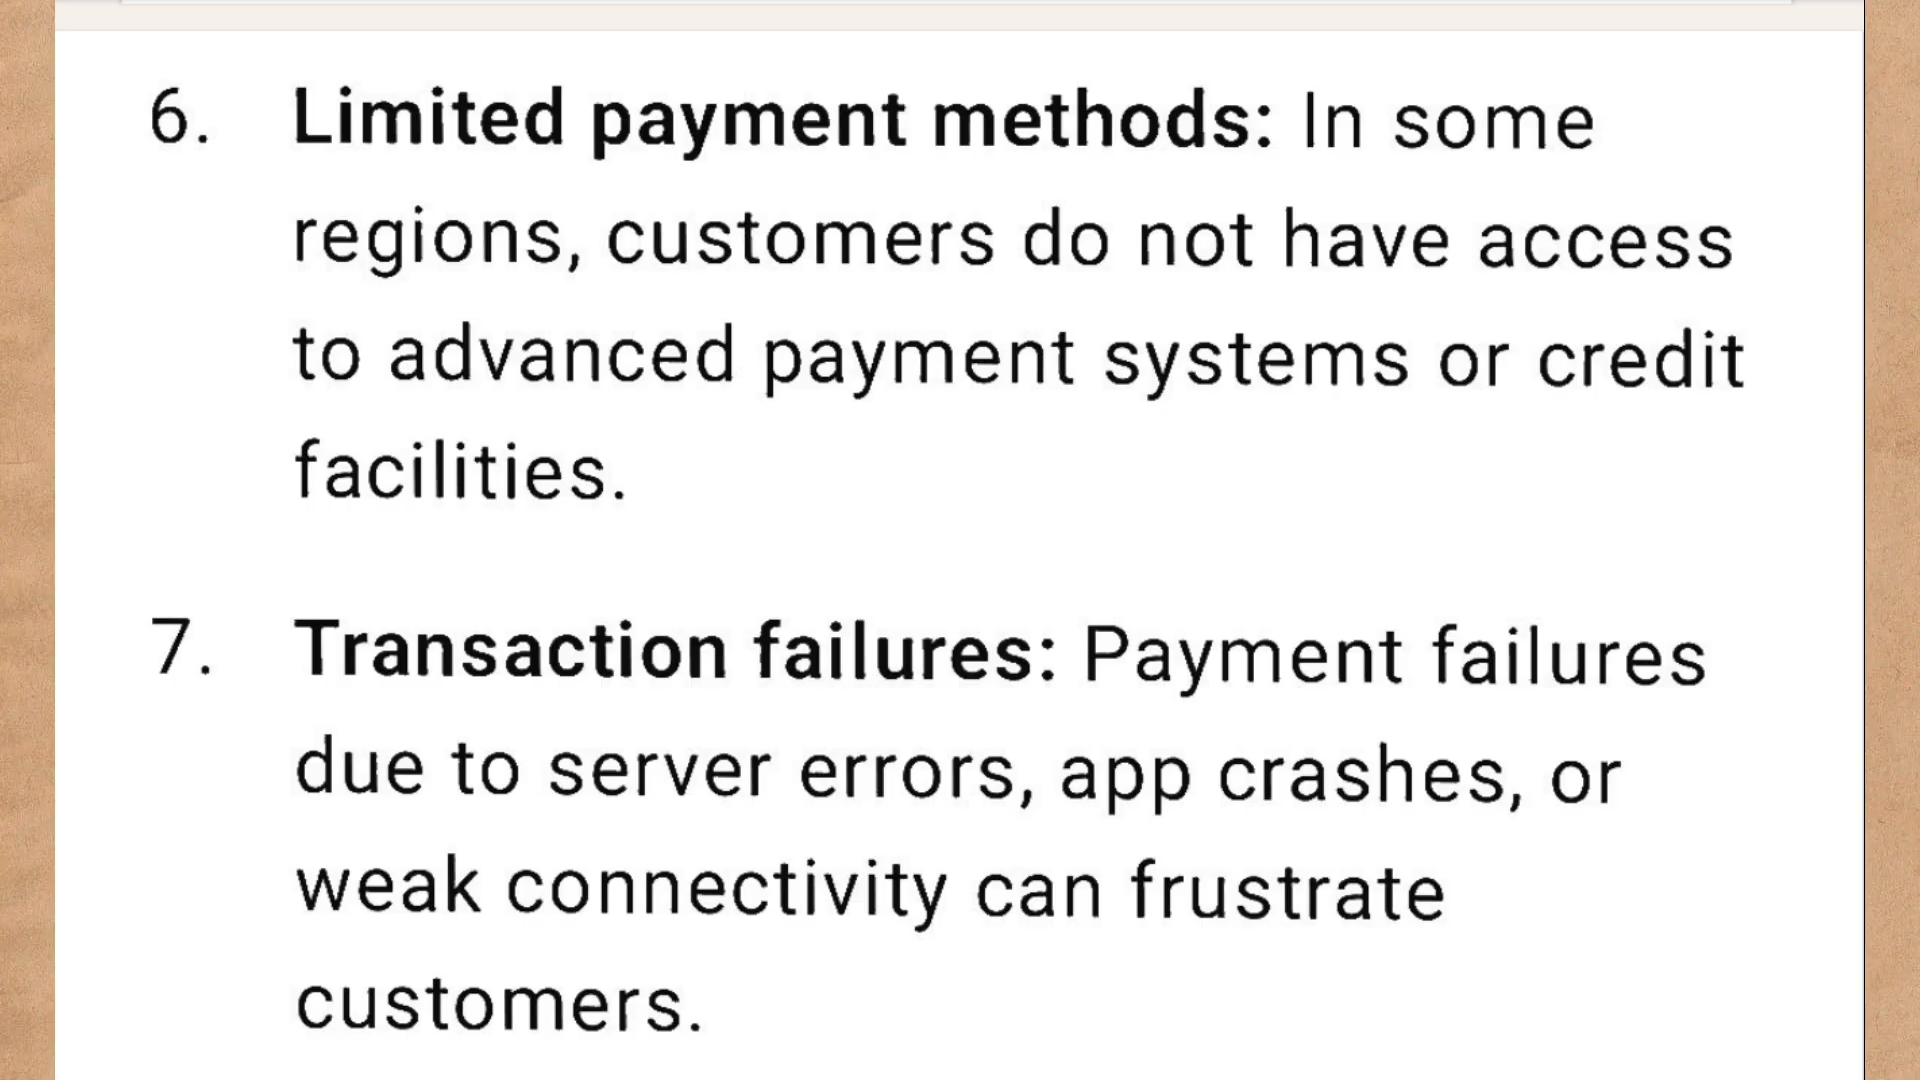 6. Limited payment methods: In some
regions, customers do not have access
to advanced payment systems or credit
facilities.
7. Transaction failures: Payment failures
due to server errors, app crashes, or
weak connectivity can frustrate
customers.